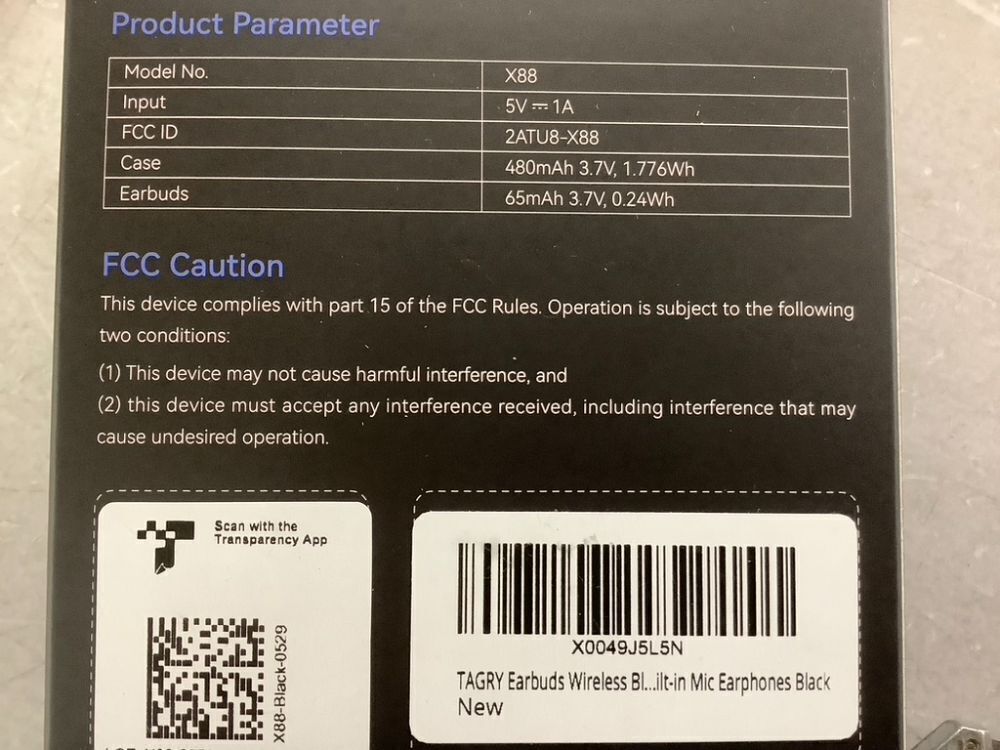 Product Parameter
Model No. X88
Input 5V ⎓ 1A
FCC ID 2ATU8-X88
Case 480mAh 3.7V, 1.776Wh
Earbuds 65mAh 3.7V, 0.24Wh
FCC Caution
This device complies with part 15 of the FCC Rules. Operation is subject to the following
two conditions:
(1) This device may not cause harmful interference, and
(2) this device must accept any interference received, including interference that may
cause undesired operation.
Scan with the
Transparency App
X88-Black-0529
X0049J5L5N
TAGRY Earbuds Wireless Bl...ilt-in Mic Earphones Black
New